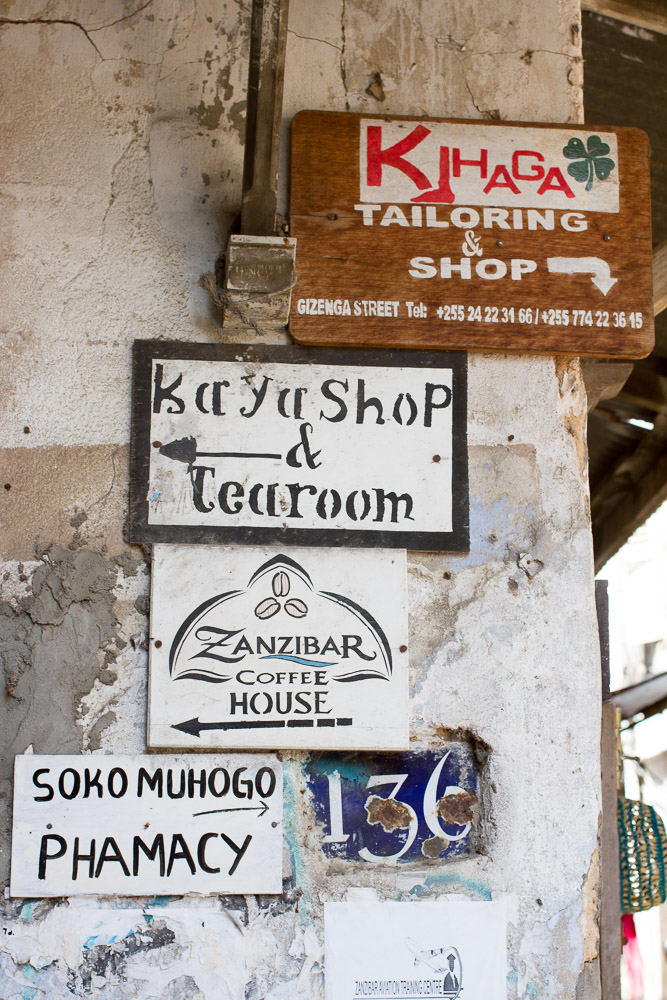 KIHAGA
TAILORING
&
SHOP
GIZENGA STREET Tel: +255 24 22 31 66 / +255 774 22 36 15
Kaya Shop
&
Tearoom
ZANZIBAR
COFFEE
HOUSE
SOKO MUHOGO
PHAMACY
136
ZANZIBAR AVIATION TRAINING CENTRE